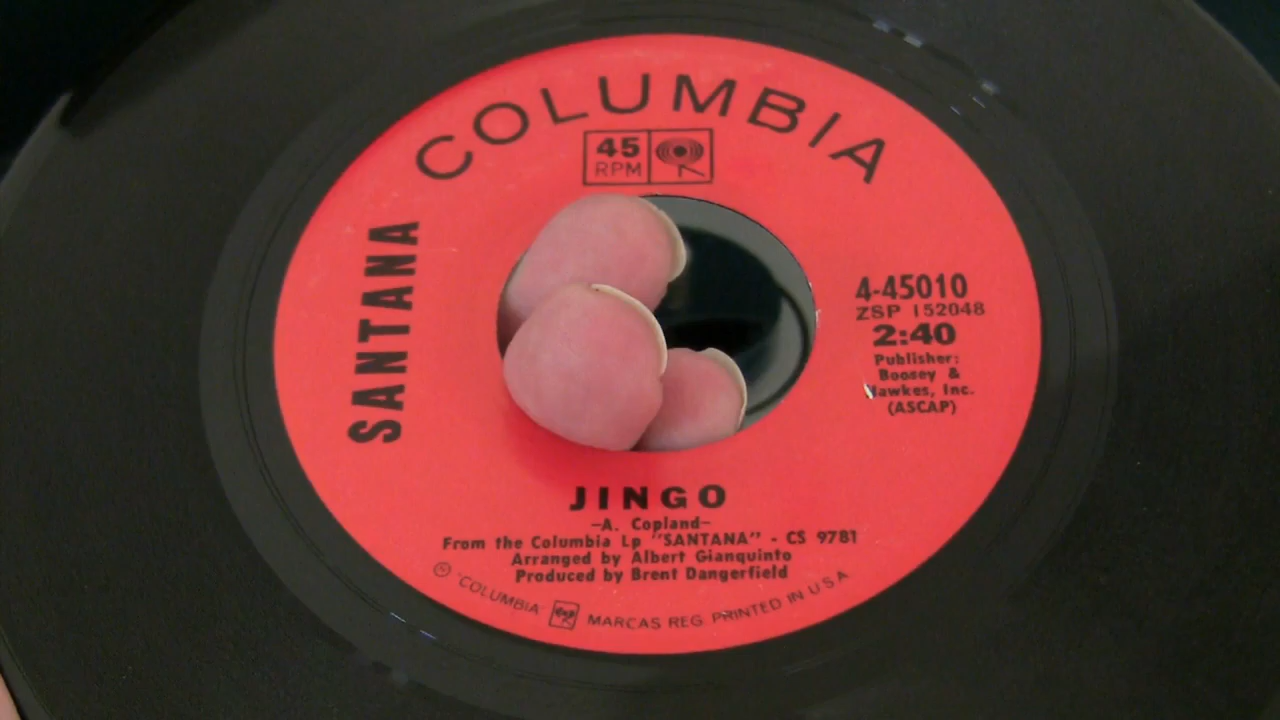 COLUMBIA
45
RPM
SANTANA
4-45010
ZSP 152048
2:40
Publisher:
Boosey &
Hawkes, Inc.
(ASCAP)
JINGO
–A. Copland–
From the Columbia Lp "SANTANA" - CS 9781
Arranged by Albert Gianquinto
Produced by Brent Dangerfield
Ⓟ "COLUMBIA" MARCAS REG. PRINTED IN U S A